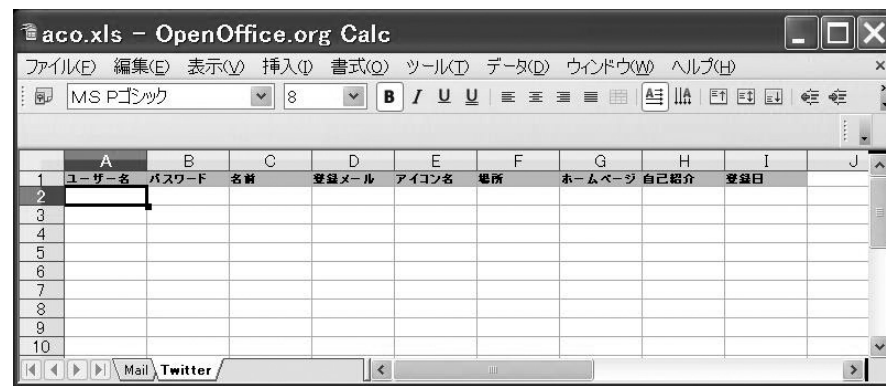 aco.xls - OpenOffice.org Calc
ファイル(F) 編集(E) 表示(V) 挿入(I) 書式(O) ツール(T) データ(D) ウィンドウ(W) ヘルプ(H)
MS Pゴシック 8 B I U U
A B C D E F G H I J
1 ユーザー名 パスワード 名前 登録メール アイコン名 場所 ホームページ 自己紹介 登録日
2
3
4
5
6
7
8
9
10
Mail Twitter